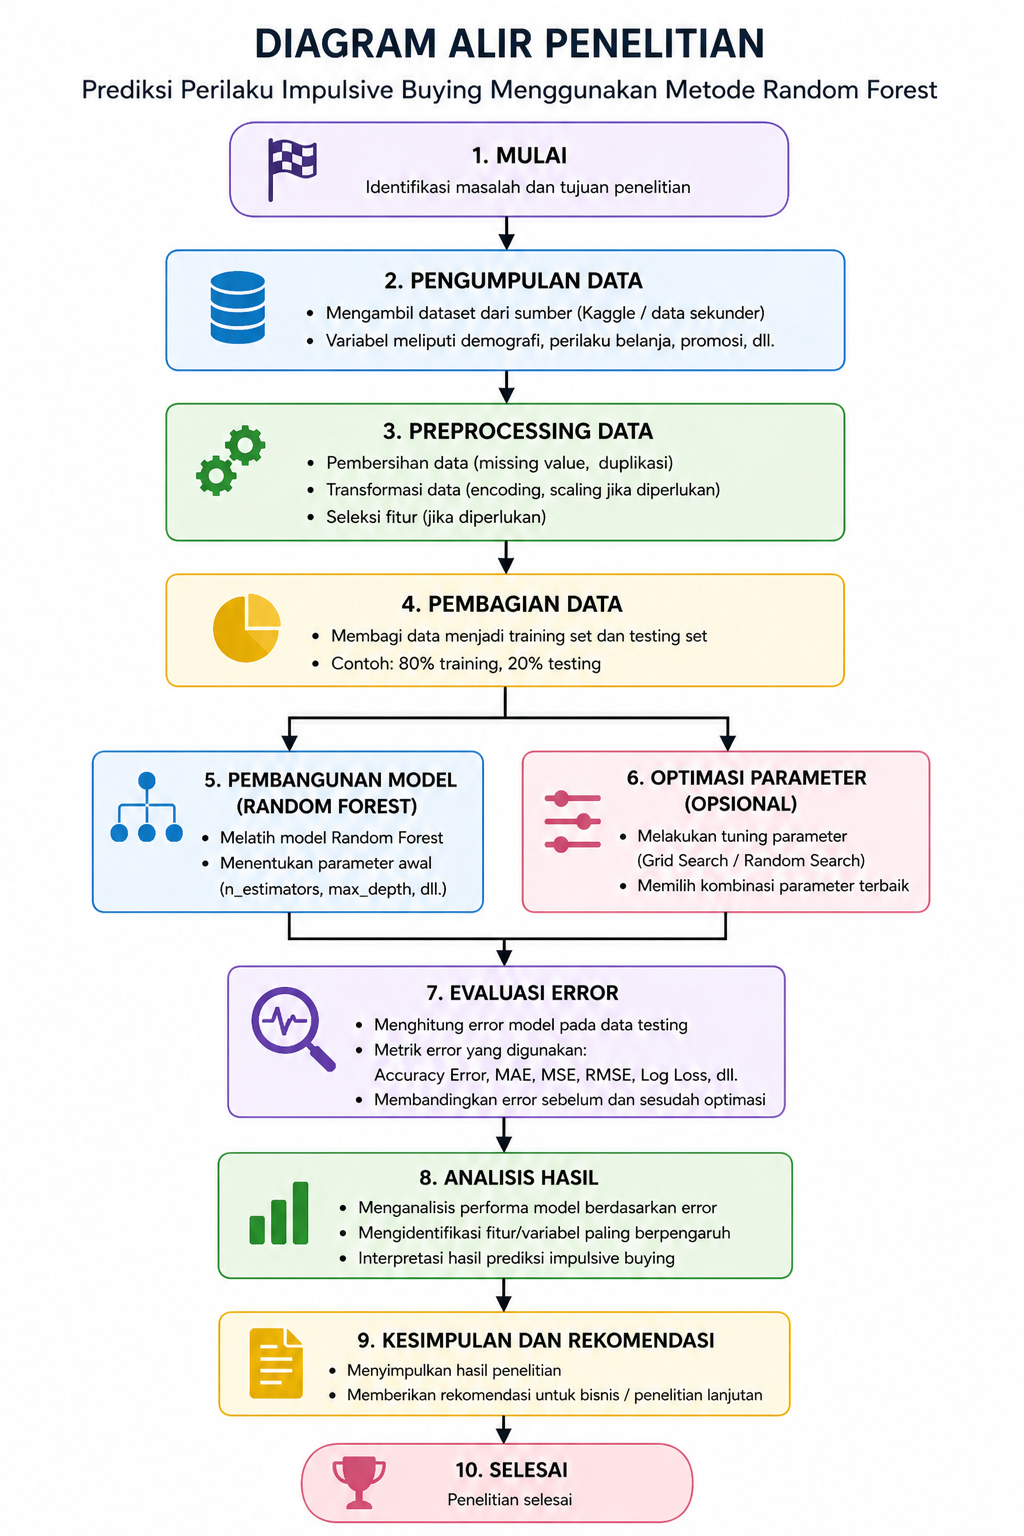 DIAGRAM ALIR PENELITIAN
Prediksi Perilaku Impulsive Buying Menggunakan Metode Random Forest
1. MULAI
Identifikasi masalah dan tujuan penelitian
2. PENGUMPULAN DATA
• Mengambil dataset dari sumber (Kaggle / data sekunder)
• Variabel meliputi demografi, perilaku belanja, promosi, dll.
3. PREPROCESSING DATA
• Pembersihan data (missing value, duplikasi)
• Transformasi data (encoding, scaling jika diperlukan)
• Seleksi fitur (jika diperlukan)
4. PEMBAGIAN DATA
• Membagi data menjadi training set dan testing set
• Contoh: 80% training, 20% testing
5. PEMBANGUNAN MODEL
(RANDOM FOREST)
• Melatih model Random Forest
• Menentukan parameter awal
(n_estimators, max_depth, dll.)
6. OPTIMASI PARAMETER
(OPSIONAL)
• Melakukan tuning parameter
(Grid Search / Random Search)
• Memilih kombinasi parameter terbaik
7. EVALUASI ERROR
• Menghitung error model pada data testing
• Metrik error yang digunakan:
Accuracy Error, MAE, MSE, RMSE, Log Loss, dll.
• Membandingkan error sebelum dan sesudah optimasi
8. ANALISIS HASIL
• Menganalisis performa model berdasarkan error
• Mengidentifikasi fitur/variabel paling berpengaruh
• Interpretasi hasil prediksi impulsive buying
9. KESIMPULAN DAN REKOMENDASI
• Menyimpulkan hasil penelitian
• Memberikan rekomendasi untuk bisnis / penelitian lanjutan
10. SELESAI
Penelitian selesai